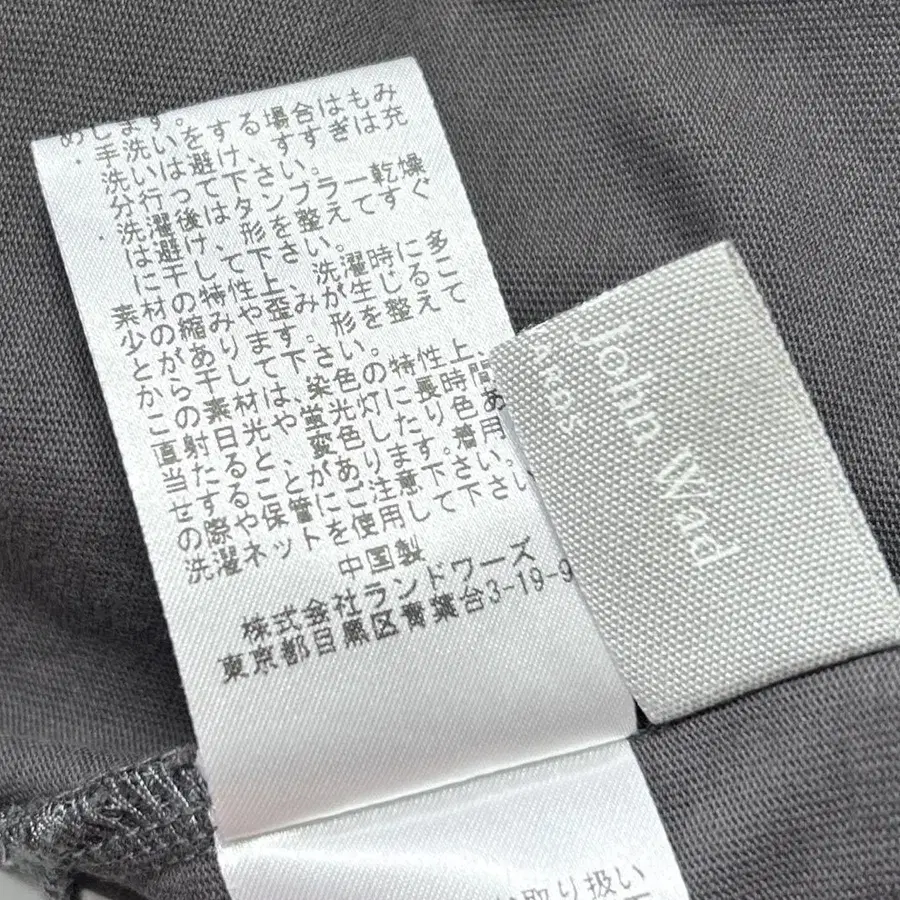 めします。
・手洗いをする場合はもみ
洗いは避け、すすぎは充
分行って下さい。
・洗濯後は、タンブラー乾燥
は避け、形を整えてすぐ
に干して下さい。
素材の特性上、洗濯時に多
少の縮みや歪みが生じるこ
とがあります。形を整えて
から干して下さい。
この素材は、染色の特性上、
直射日光や蛍光灯に長時間
当たると、変色したり色あ
せすることがあります。着用
の際や保管にご注意下さい。
洗濯ネットを使用して下さい
中国製
株式会社ランドワーズ
東京都目黒区青葉台3-19-9
John Wad
お取り扱い